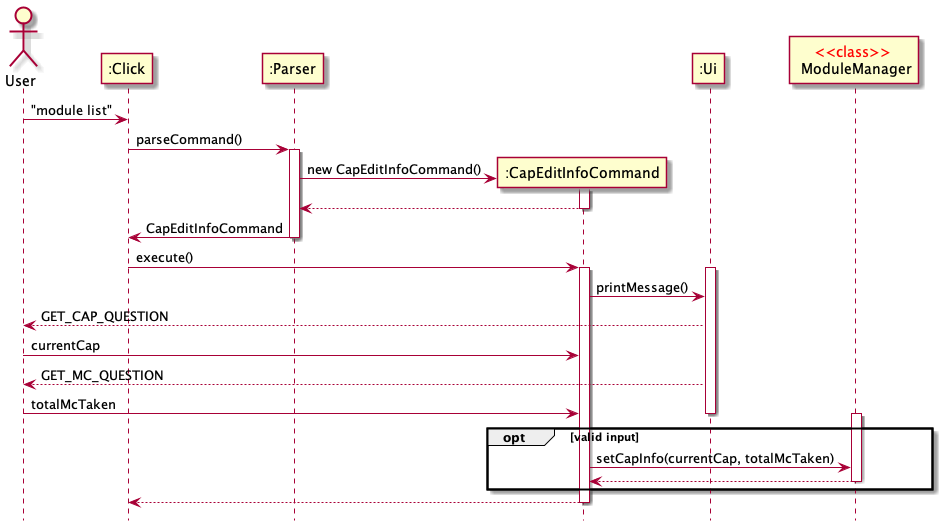 User
:Click
:Parser
:Ui
<<class>>
ModuleManager
"module list"
parseCommand()
new CapEditInfoCommand()
:CapEditInfoCommand
CapEditInfoCommand
execute()
printMessage()
GET_CAP_QUESTION
currentCap
GET_MC_QUESTION
totalMcTaken
opt
[valid input]
setCapInfo(currentCap, totalMcTaken)